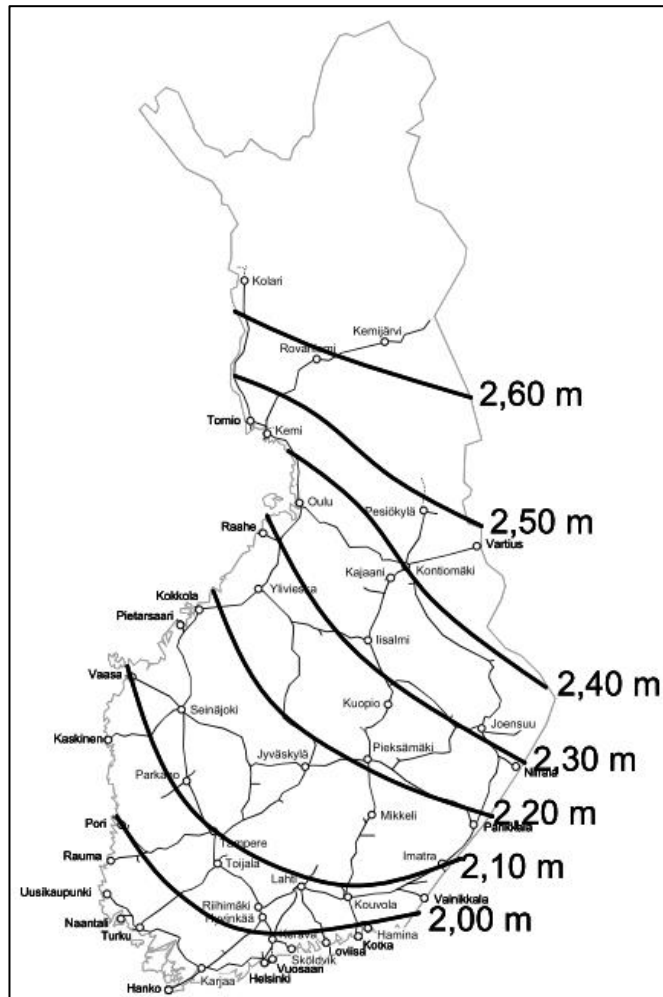 Kolari
Kemijärvi
Rovaniemi
2,60 m
Tornio
Kemi
Oulu
Pesiökylä
2,50 m
Raahe
Vartius
Kontiomäki
Kajaani
Ylivieska
Kokkola
Pietarsaari
Iisalmi
Vaasa
2,40 m
Kuopio
Seinäjoki
Joensuu
Kaskinen
Pieksämäki
2,30 m
Jyväskylä
Niirala
Parkano
2,20 m
Mikkeli
Pori
Parikkala
Tampere
Rauma
Toijala
Imatra
2,10 m
Lahti
Uusikaupunki
Kouvola
Vainikkala
Riihimäki
Hyvinkää
2,00 m
Naantali
Turku
Hamina
Kotka
Kerava
Loviisa
Sköldvik
Vuosaari
Helsinki
Karjaa
Hanko